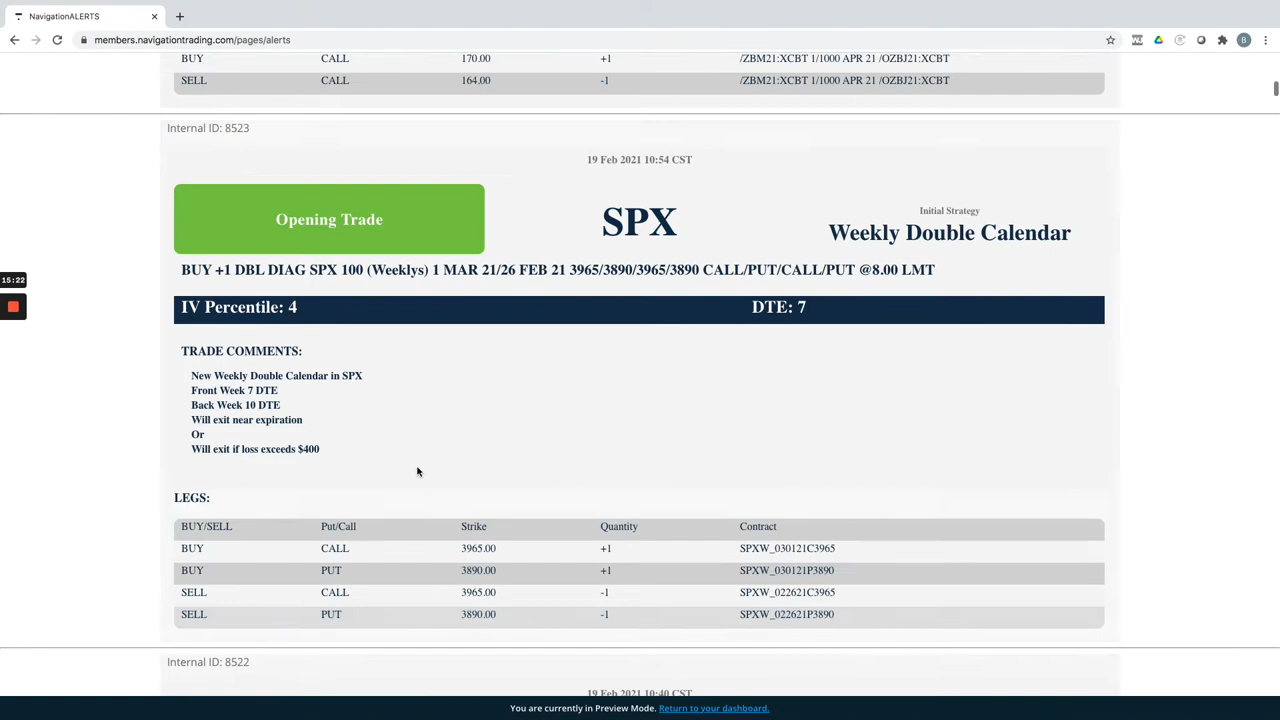 NavigationALERTS
members.navigationtrading.com/pages/alerts
B
BUY CALL 170.00 +1 /ZBM21:XCBT 1/1000 APR 21 /OZBJ21:XCBT
SELL CALL 164.00 -1 /ZBM21:XCBT 1/1000 APR 21 /OZBJ21:XCBT
Internal ID: 8523
19 Feb 2021 10:54 CST
Opening Trade
SPX
Initial Strategy
Weekly Double Calendar
BUY +1 DBL DIAG SPX 100 (Weeklys) 1 MAR 21/26 FEB 21 3965/3890/3965/3890 CALL/PUT/CALL/PUT @8.00 LMT
15:22
IV Percentile: 4 DTE: 7
TRADE COMMENTS:
New Weekly Double Calendar in SPX
Front Week 7 DTE
Back Week 10 DTE
Will exit near expiration
Or
Will exit if loss exceeds $400
LEGS:
BUY/SELL Put/Call Strike Quantity Contract
BUY CALL 3965.00 +1 SPXW_030121C3965
BUY PUT 3890.00 +1 SPXW_030121P3890
SELL CALL 3965.00 -1 SPXW_022621C3965
SELL PUT 3890.00 -1 SPXW_022621P3890
Internal ID: 8522
19 Feb 2021 10:40 CST
You are currently in Preview Mode. Return to your dashboard.